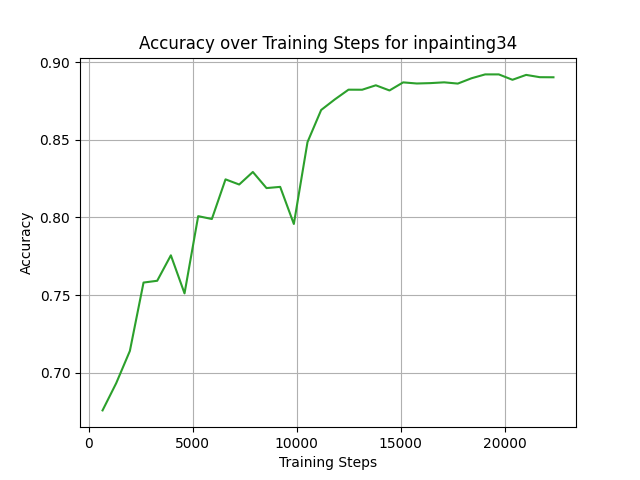 Accuracy over Training Steps for inpainting34
0.90
0.85
0.80
0.75
0.70
Accuracy
0 5000 10000 15000 20000
Training Steps